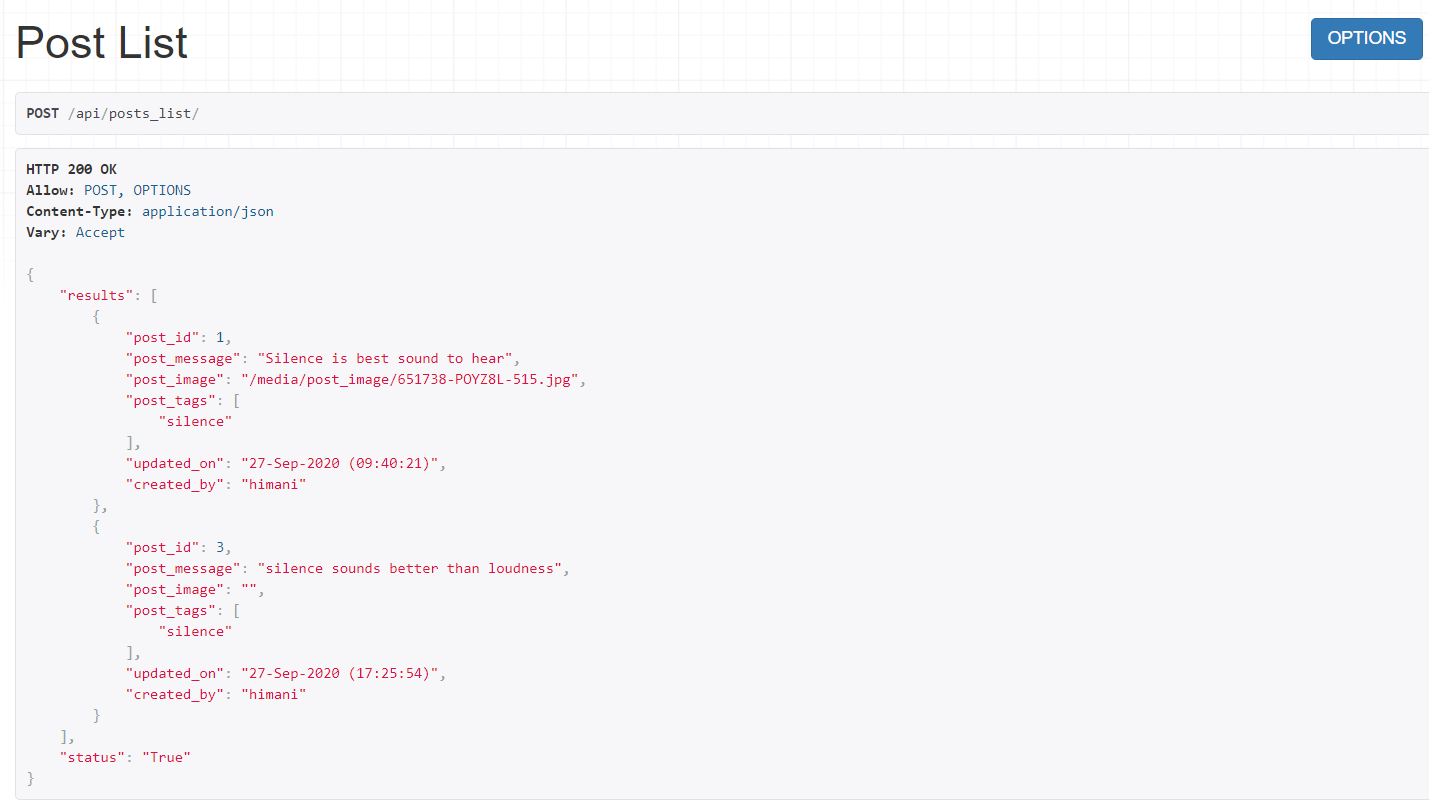 Post List
OPTIONS
POST /api/posts_list/
HTTP 200 OK
Allow: POST, OPTIONS
Content-Type: application/json
Vary: Accept
{
    "results": [
        {
            "post_id": 1,
            "post_message": "Silence is best sound to hear",
            "post_image": "/media/post_image/651738-POYZ8L-515.jpg",
            "post_tags": [
                "silence"
            ],
            "updated_on": "27-Sep-2020 (09:40:21)",
            "created_by": "himani"
        },
        {
            "post_id": 3,
            "post_message": "silence sounds better than loudness",
            "post_image": "",
            "post_tags": [
                "silence"
            ],
            "updated_on": "27-Sep-2020 (17:25:54)",
            "created_by": "himani"
        }
    ],
    "status": "True"
}